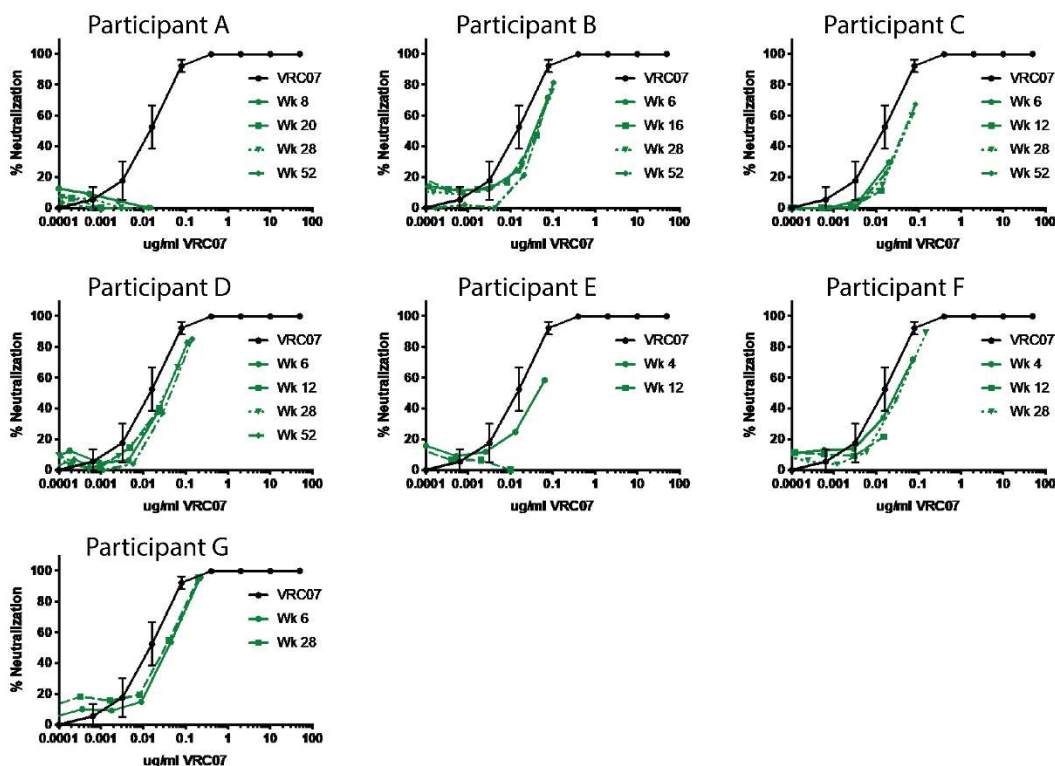 Participant A
% Neutralization
100
80
60
40
20
0
0.0001 0.001 0.01 0.1 1 10 100
ug/ml VRC07
VRC07
Wk 8
Wk 20
Wk 28
Wk 52
Participant B
% Neutralization
100
80
60
40
20
0
0.0001 0.001 0.01 0.1 1 10 100
ug/ml VRC07
VRC07
Wk 6
Wk 16
Wk 28
Wk 52
Participant C
% Neutralization
100
80
60
40
20
0
0.0001 0.001 0.01 0.1 1 10 100
ug/ml VRC07
VRC07
Wk 6
Wk 12
Wk 28
Wk 52
Participant D
% Neutralization
100
80
60
40
20
0
0.0001 0.001 0.01 0.1 1 10 100
ug/ml VRC07
VRC07
Wk 6
Wk 12
Wk 28
Wk 52
Participant E
% Neutralization
100
80
60
40
20
0
0.0001 0.001 0.01 0.1 1 10 100
ug/ml VRC07
VRC07
Wk 4
Wk 12
Participant F
% Neutralization
100
80
60
40
20
0
0.0001 0.001 0.01 0.1 1 10 100
ug/ml VRC07
VRC07
Wk 4
Wk 12
Wk 28
Participant G
% Neutralization
100
80
60
40
20
0
0.0001 0.001 0.01 0.1 1 10 100
ug/ml VRC07
VRC07
Wk 6
Wk 28